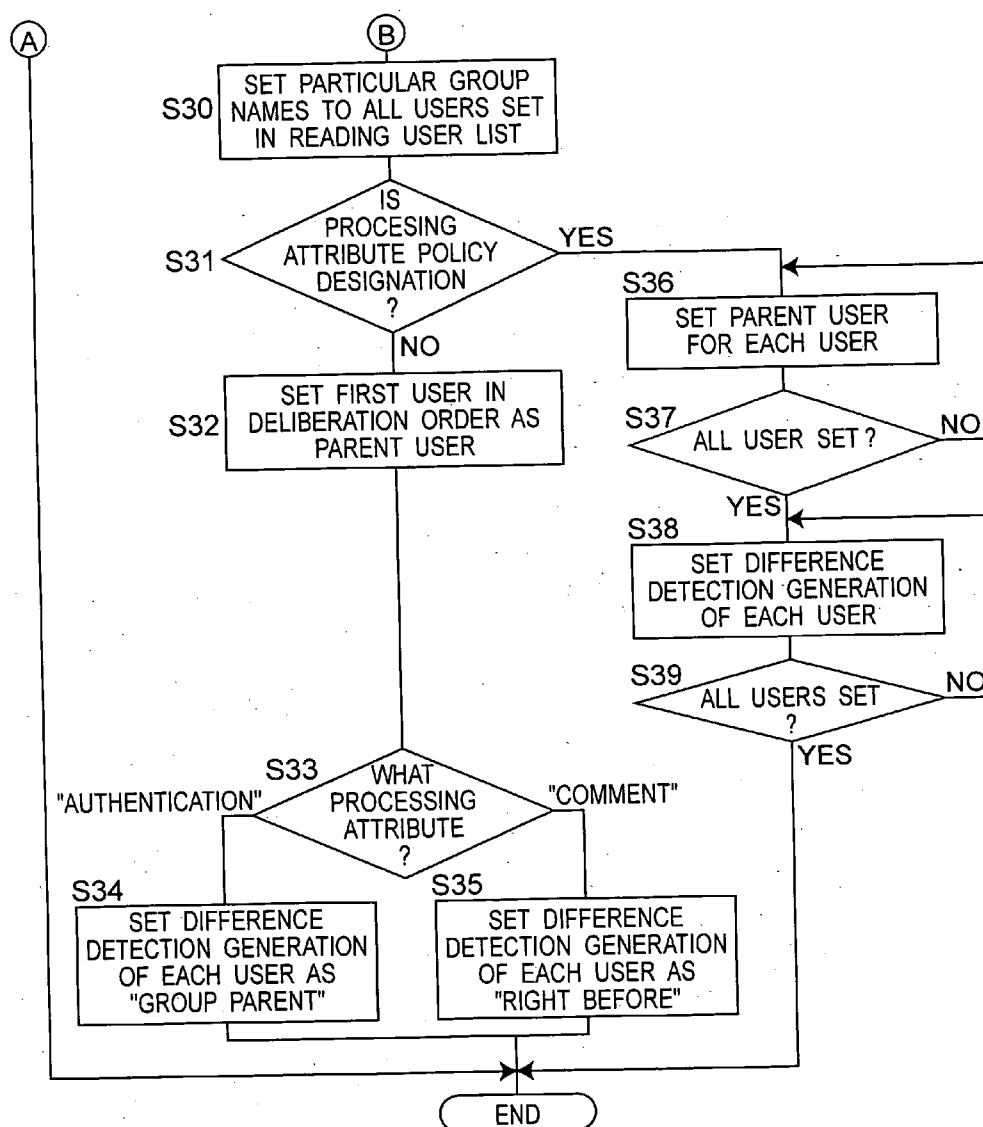 A
B
S30
SET PARTICULAR GROUP
NAMES TO ALL USERS SET
IN READING USER LIST
S31
IS
PROCESING
ATTRIBUTE POLICY
DESIGNATION
?
YES
NO
S32
SET FIRST USER IN
DELIBERATION ORDER AS
PARENT USER
S36
SET PARENT USER
FOR EACH USER
S37
ALL USER SET ?
NO
YES
S38
SET DIFFERENCE
DETECTION GENERATION
OF EACH USER
S39
ALL USERS SET
?
NO
YES
S33
WHAT
PROCESSING
ATTRIBUTE
?
"AUTHENTICATION"
"COMMENT"
S34
SET DIFFERENCE
DETECTION GENERATION
OF EACH USER AS
"GROUP PARENT"
S35
SET DIFFERENCE
DETECTION GENERATION
OF EACH USER AS
"RIGHT BEFORE"
END